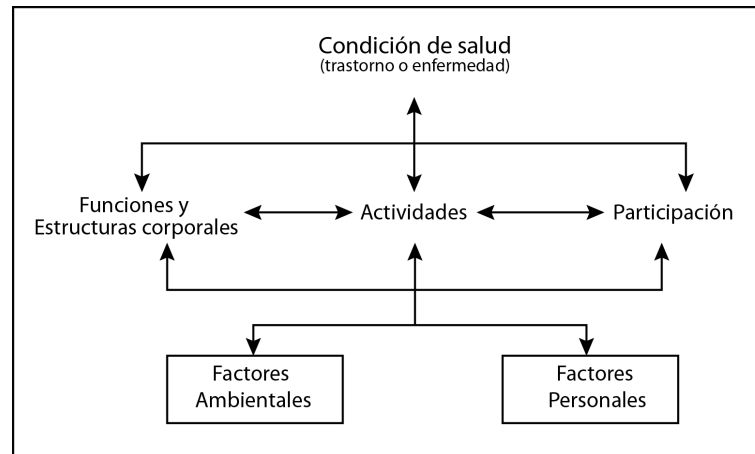 Condición de salud
(trastorno o enfermedad)
Funciones y
Estructuras corporales
Actividades
Participación
Factores
Ambientales
Factores
Personales